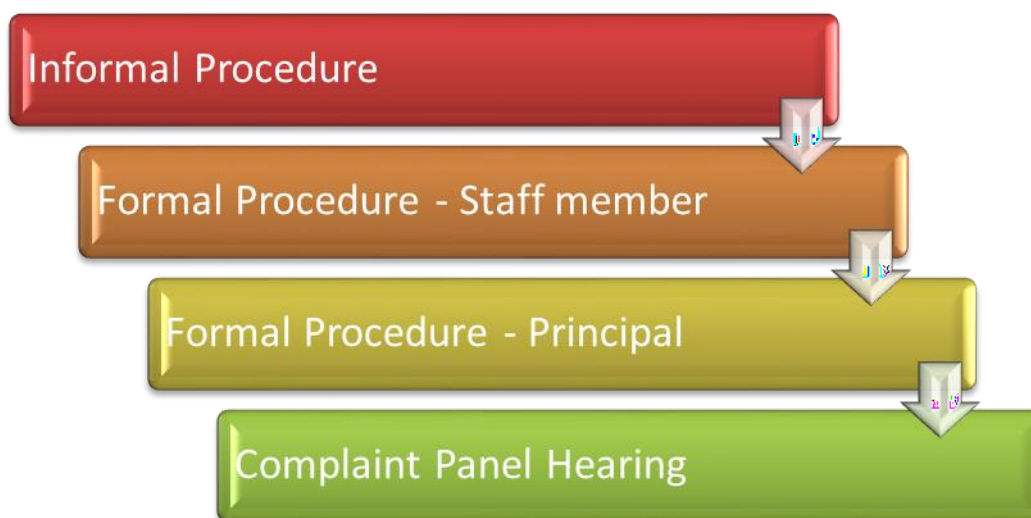 Informal Procedure
Formal Procedure - Staff member
Formal Procedure - Principal
Complaint Panel Hearing